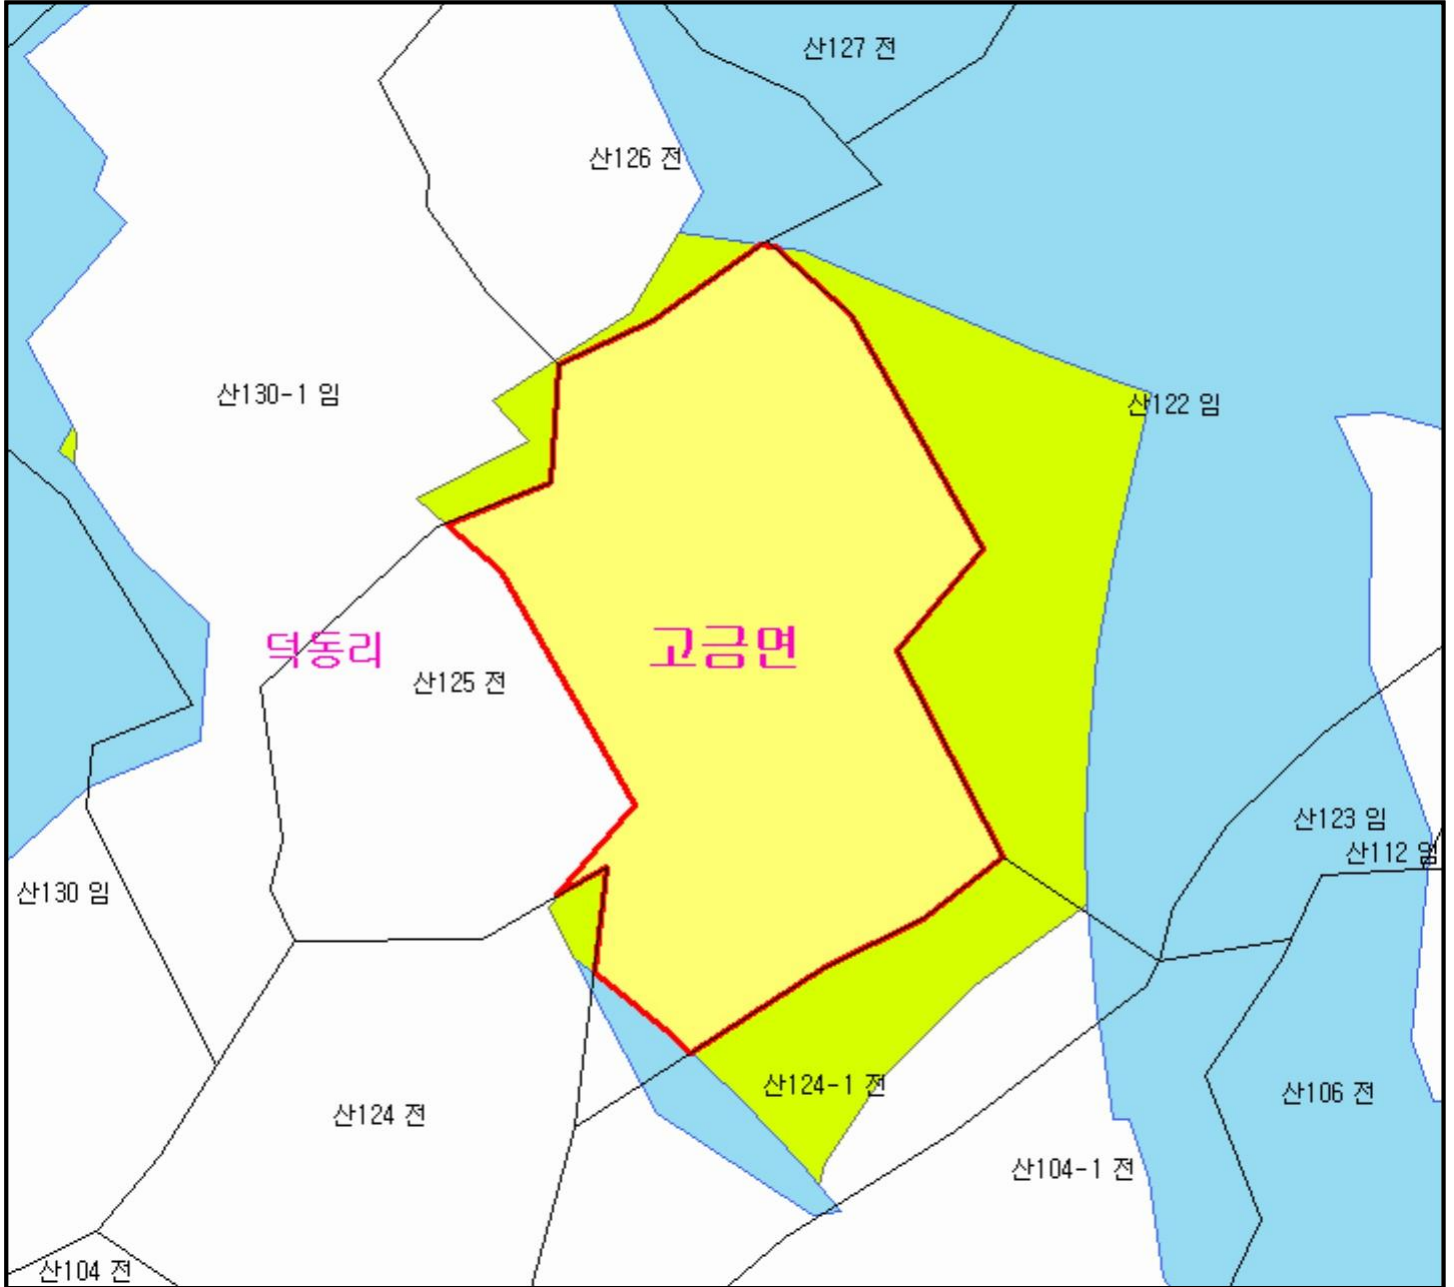 산127 전
산126 전
산130-1 임
산122 임
덕동리
고금면
산125 전
산123 임
산112 임
산130 임
산124-1 전
산106 전
산124 전
산104-1 전
산104 전